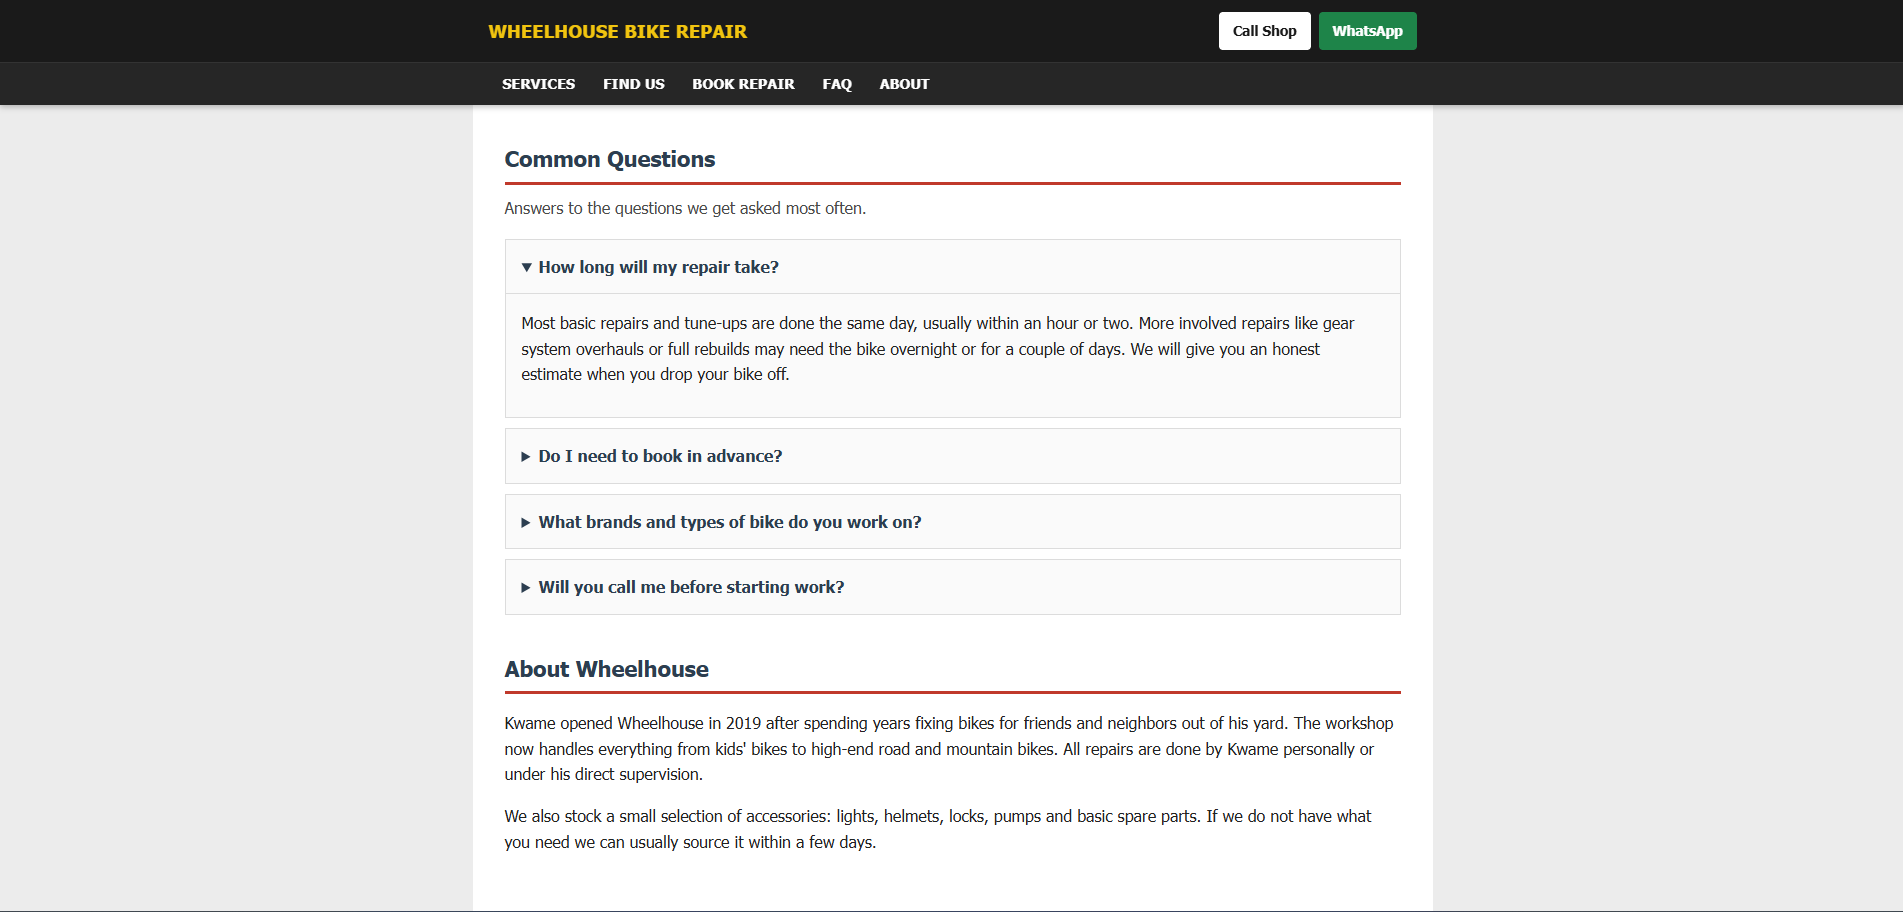 WHEELHOUSE BIKE REPAIR
Call Shop
WhatsApp
SERVICES
FIND US
BOOK REPAIR
FAQ
ABOUT
Common Questions
Answers to the questions we get asked most often.
How long will my repair take?
Most basic repairs and tune-ups are done the same day, usually within an hour or two. More involved repairs like gear
system overhauls or full rebuilds may need the bike overnight or for a couple of days. We will give you an honest
estimate when you drop your bike off.
Do I need to book in advance?
What brands and types of bike do you work on?
Will you call me before starting work?
About Wheelhouse
Kwame opened Wheelhouse in 2019 after spending years fixing bikes for friends and neighbors out of his yard. The workshop
now handles everything from kids' bikes to high-end road and mountain bikes. All repairs are done by Kwame personally or
under his direct supervision.
We also stock a small selection of accessories: lights, helmets, locks, pumps and basic spare parts. If we do not have what
you need we can usually source it within a few days.